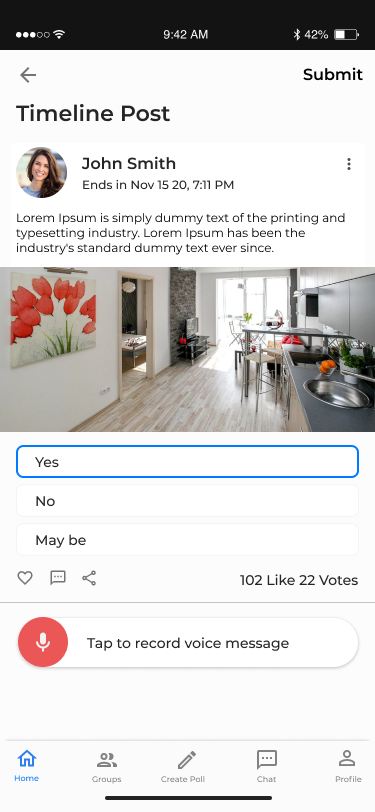 9:42 AM
42%
Submit
Timeline Post
John Smith
Ends in Nov 15 20, 7:11 PM
Lorem Ipsum is simply dummy text of the printing and
typesetting industry. Lorem Ipsum has been the
industry's standard dummy text ever since.
Yes
No
May be
102 Like 22 Votes
Tap to record voice message
Home
Groups
Create Poll
Chat
Profile